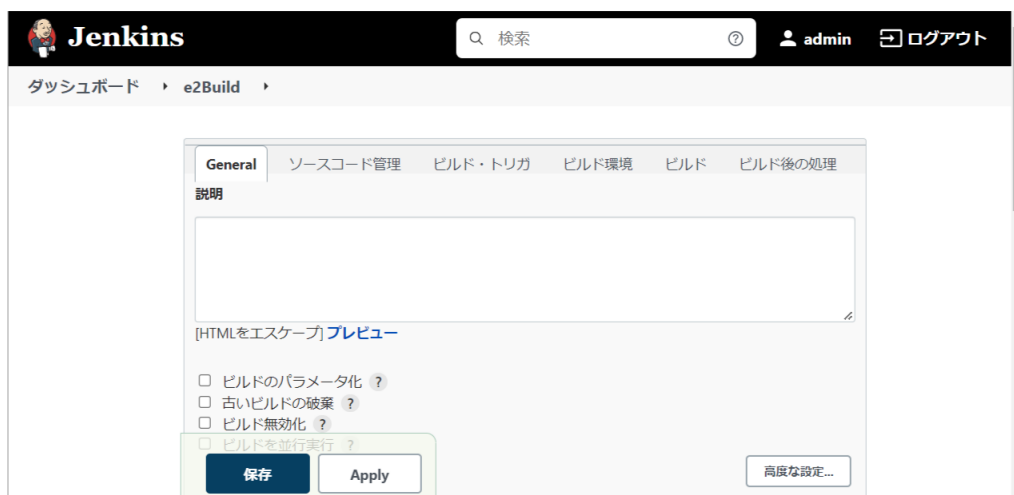 Jenkins 検索 admin ログアウト
ダッシュボード e2Build
General ソースコード管理 ビルド・トリガ ビルド環境 ビルド ビルド後の処理
説明
[HTMLをエスケープ] プレビュー
ビルドのパラメータ化 ?
古いビルドの破棄 ?
ビルド無効化 ?
ビルドを並行実行 ?
保存 Apply 高度な設定...